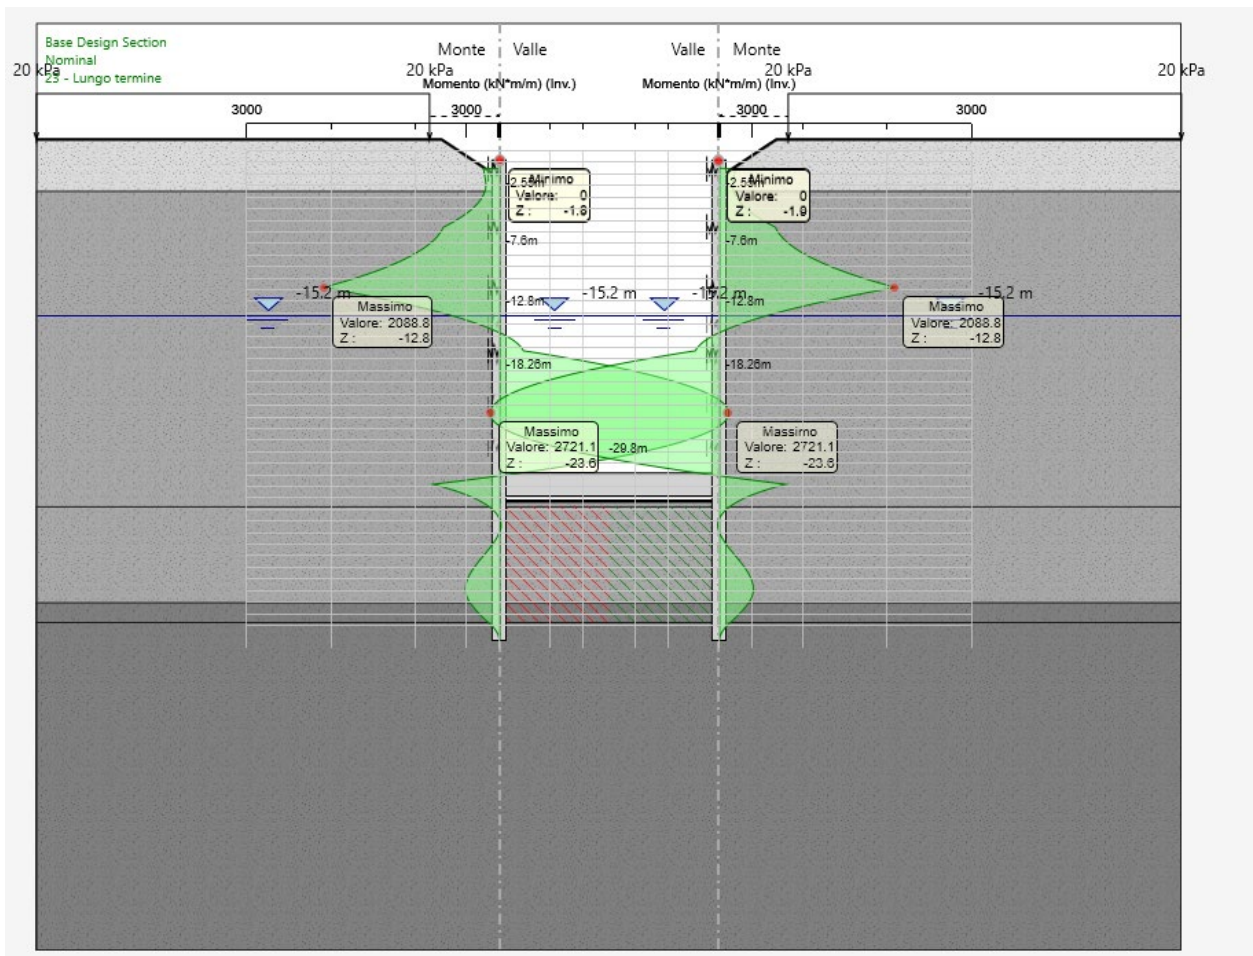 Base Design Section
Nominal
23 - Lungo termine
Monte
Valle
Valle
Monte
20 kPa
20 kPa
20 kPa
20 kPa
Momento (kN*m/m) (Inv.)
Momento (kN*m/m) (Inv.)
3000
3000
3000
3000
Minimo
Valore: 0
Z : -1.8
Minimo
Valore: 0
Z : -1.9
-2.55m
-2.55m
-7.6m
-7.6m
-15.2 m
-15.2 m
-15.2 m
-15.2 m
-12.8m
-12.8m
Massimo
Valore: 2088.8
Z : -12.8
Massimo
Valore: 2088.8
Z : -12.8
-18.26m
-18.26m
Massimo
Valore: 2721.1
Z : -23.6
-29.8m
Massimo
Valore: 2721.1
Z : -23.6